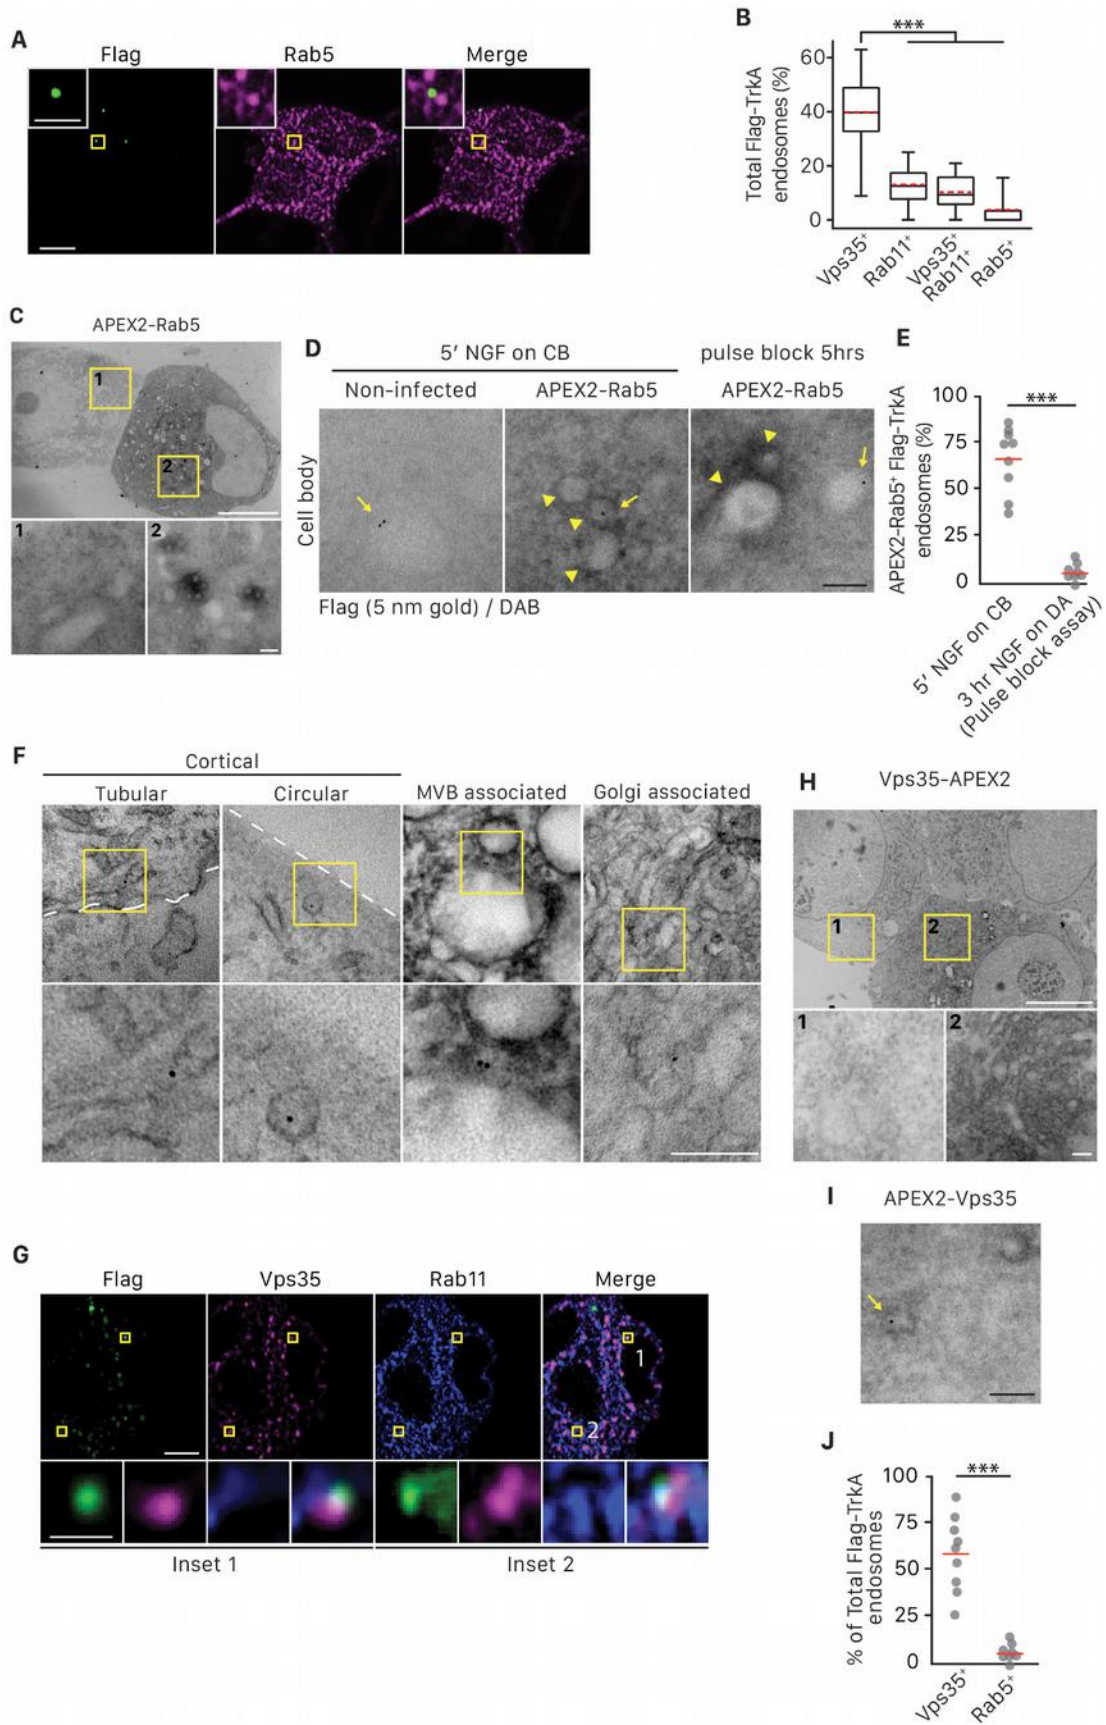 A
Flag
Rab5
Merge
B
***
Total Flag-TrkA
endosomes (%)
60
40
20
0
Vps35⁺
Rab11⁺
Vps35⁺
Rab11⁺
Rab5⁺
C
APEX2-Rab5
1
2
1
2
D
5′ NGF on CB
pulse block 5hrs
Non-infected
APEX2-Rab5
APEX2-Rab5
Cell body
Flag (5 nm gold) / DAB
E
***
APEX2-Rab5⁺ Flag-TrkA
endosomes (%)
100
75
50
25
0
5′ NGF on CB
3 hr NGF on DA
(Pulse block assay)
F
Cortical
Tubular
Circular
MVB associated
Golgi associated
H
Vps35-APEX2
1
2
1
2
G
Flag
Vps35
Rab11
Merge
1
2
Inset 1
Inset 2
I
APEX2-Vps35
J
***
% of Total Flag-TrkA
endosomes
100
75
50
25
0
Vps35⁺
Rab5⁺